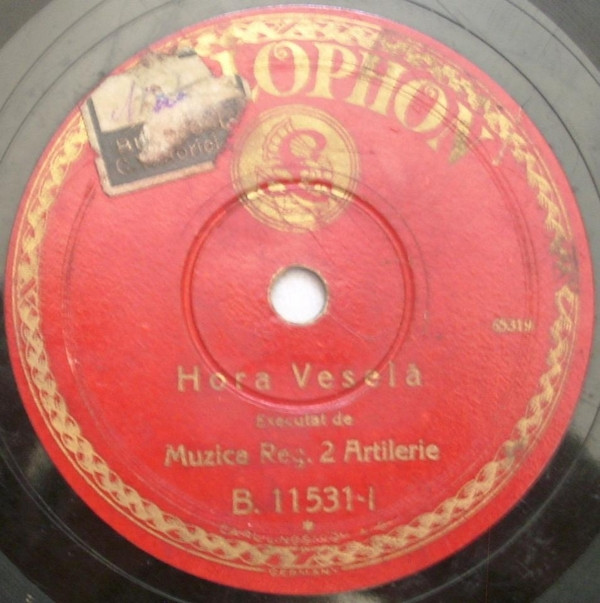 LOPHON
65319
Hora Veselă
Executat de
Muzica Reg. 2 Artilerie
B. 11531-I
GERMANY